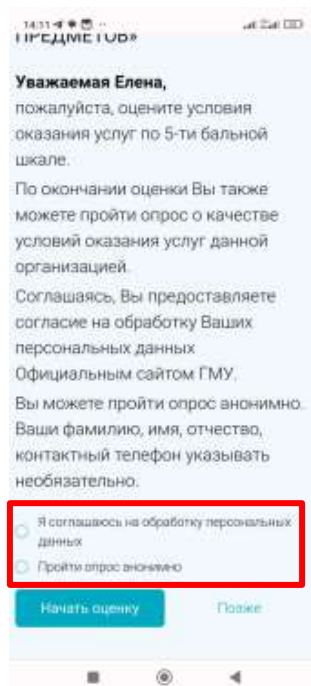 14:11
ПРЕДМЕТОВ»
Уважаемая Елена,
пожалуйста, оцените условия
оказания услуг по 5-ти бальной
шкале.
По окончании оценки Вы также
можете пройти опрос о качестве
условий оказания услуг данной
организацией.
Соглашаясь, Вы предоставляете
согласие на обработку Ваших
персональных данных
Официальным сайтом ГМУ.
Вы можете пройти опрос анонимно.
Ваши фамилию, имя, отчество,
контактный телефон указывать
необязательно.
Я соглашаюсь на обработку персональных
данных
Пройти опрос анонимно
Начать оценку
Позже